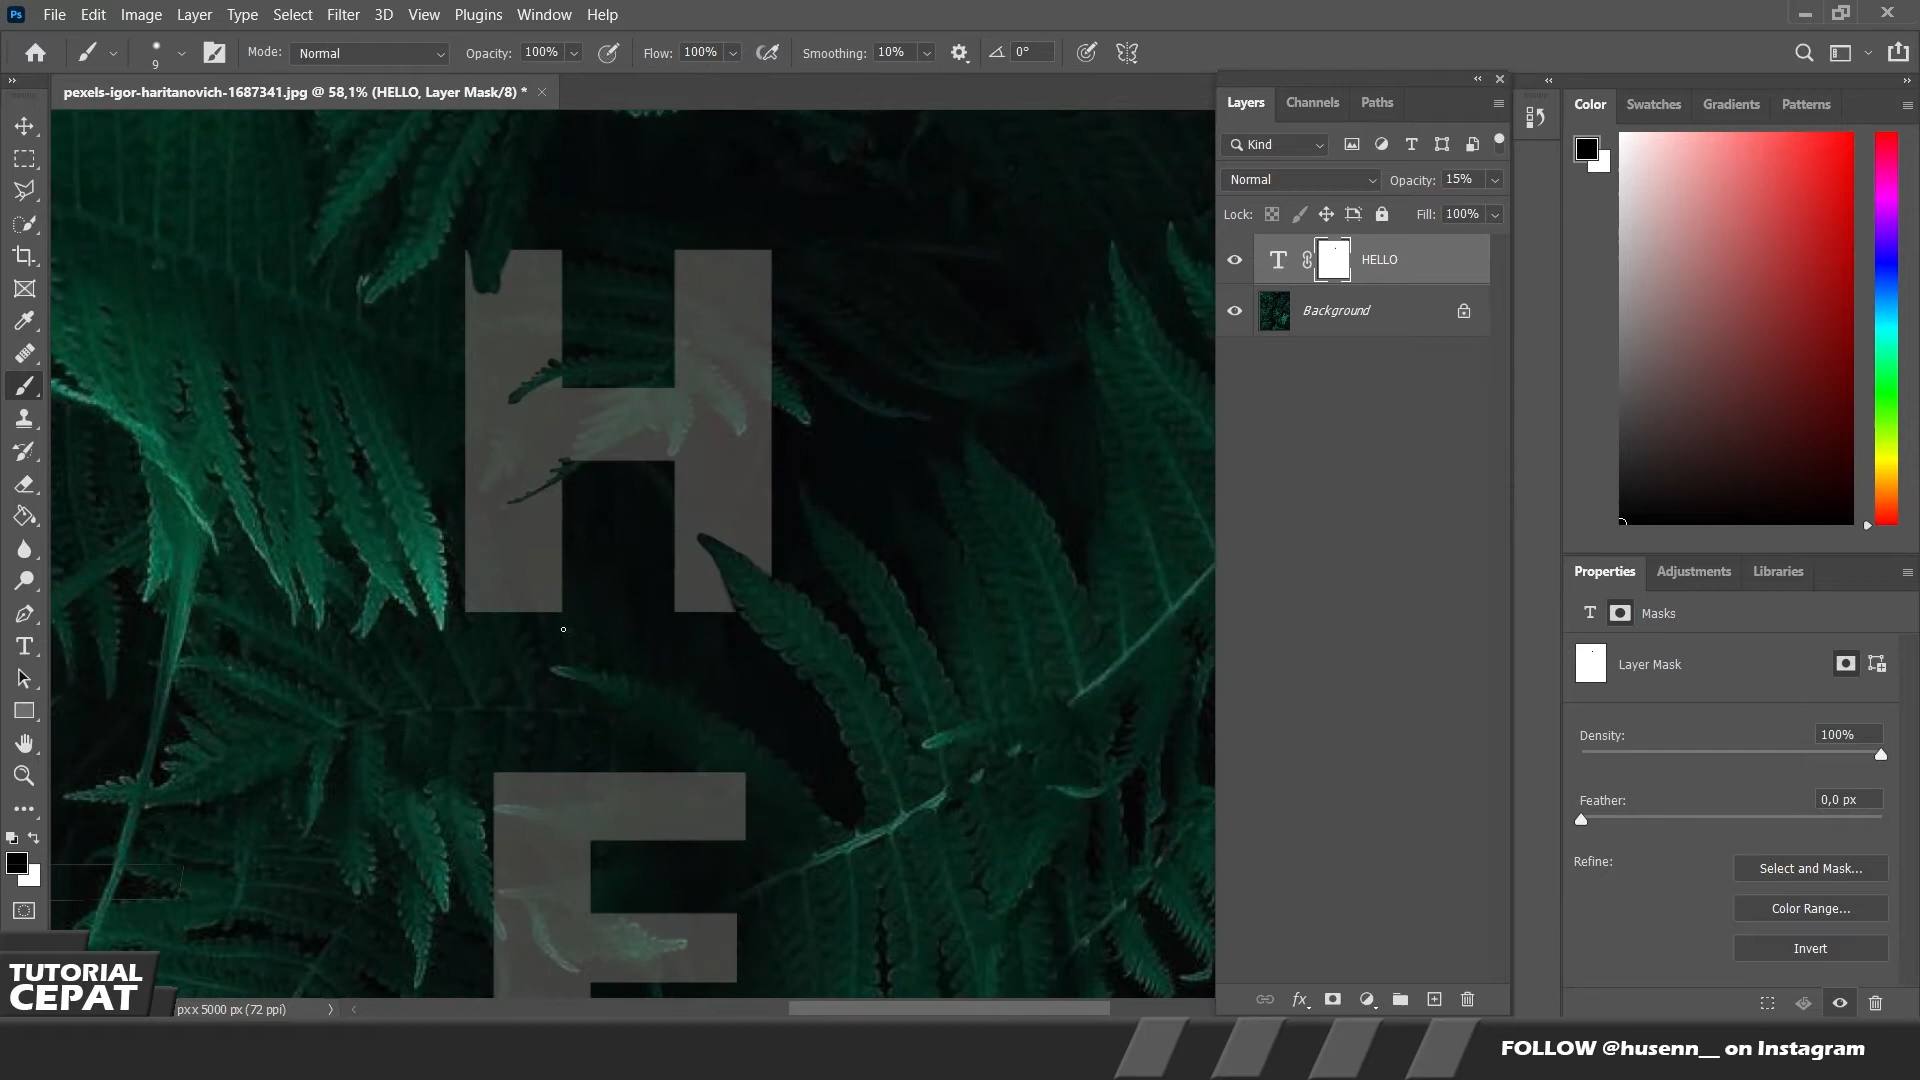 Ps File Edit Image Layer Type Select Filter 3D View Plugins Window Help
9 Mode: Normal Opacity: 100% Flow: 100% Smoothing: 10% 0°
pexels-igor-haritanovich-1687341.jpg @ 58,1% (HELLO, Layer Mask/8) *
Layers Channels Paths
Kind
Normal Opacity: 15%
Lock: Fill: 100%
HELLO
Background
Color Swatches Gradients Patterns
Properties Adjustments Libraries
Masks
Layer Mask
Density: 100%
Feather: 0,0 px
Refine:
Select and Mask...
Color Range...
Invert
H
E
px x 5000 px (72 ppi)
TUTORIAL
CEPAT
FOLLOW @husenn__ on Instagram